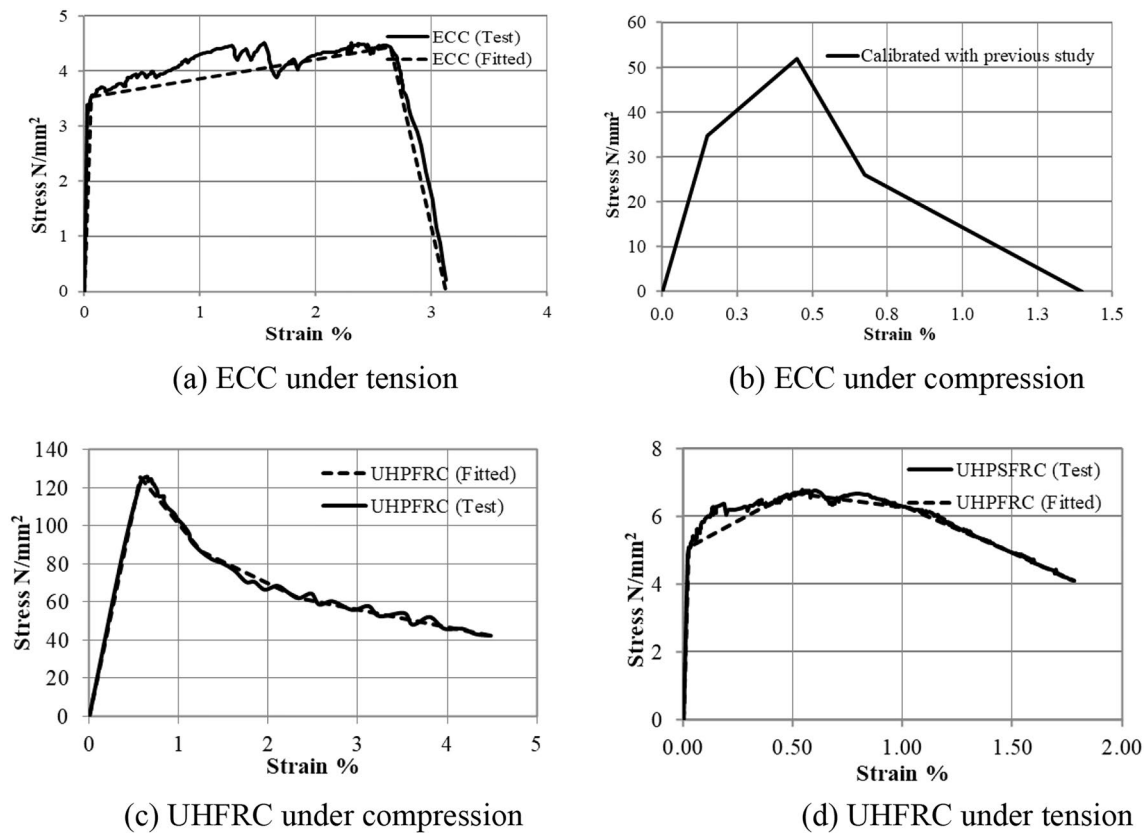 5
4
3
2
1
0
Stress N/mm²
ECC (Test)
ECC (Fitted)
0 1 2 3 4
Strain %
(a) ECC under tension
60
50
40
30
20
10
0
Stress N/mm²
Calibrated with previous study
0.0 0.3 0.5 0.8 1.0 1.3 1.5
Strain %
(b) ECC under compression
140
120
100
80
60
40
20
0
Stress N/mm²
UHPFRC (Fitted)
UHPFRC (Test)
0 1 2 3 4 5
Strain %
(c) UHFRC under compression
8
6
4
2
0
Stress N/mm²
UHPSFRC (Test)
UHPFRC (Fitted)
0.00 0.50 1.00 1.50 2.00
Strain %
(d) UHFRC under tension